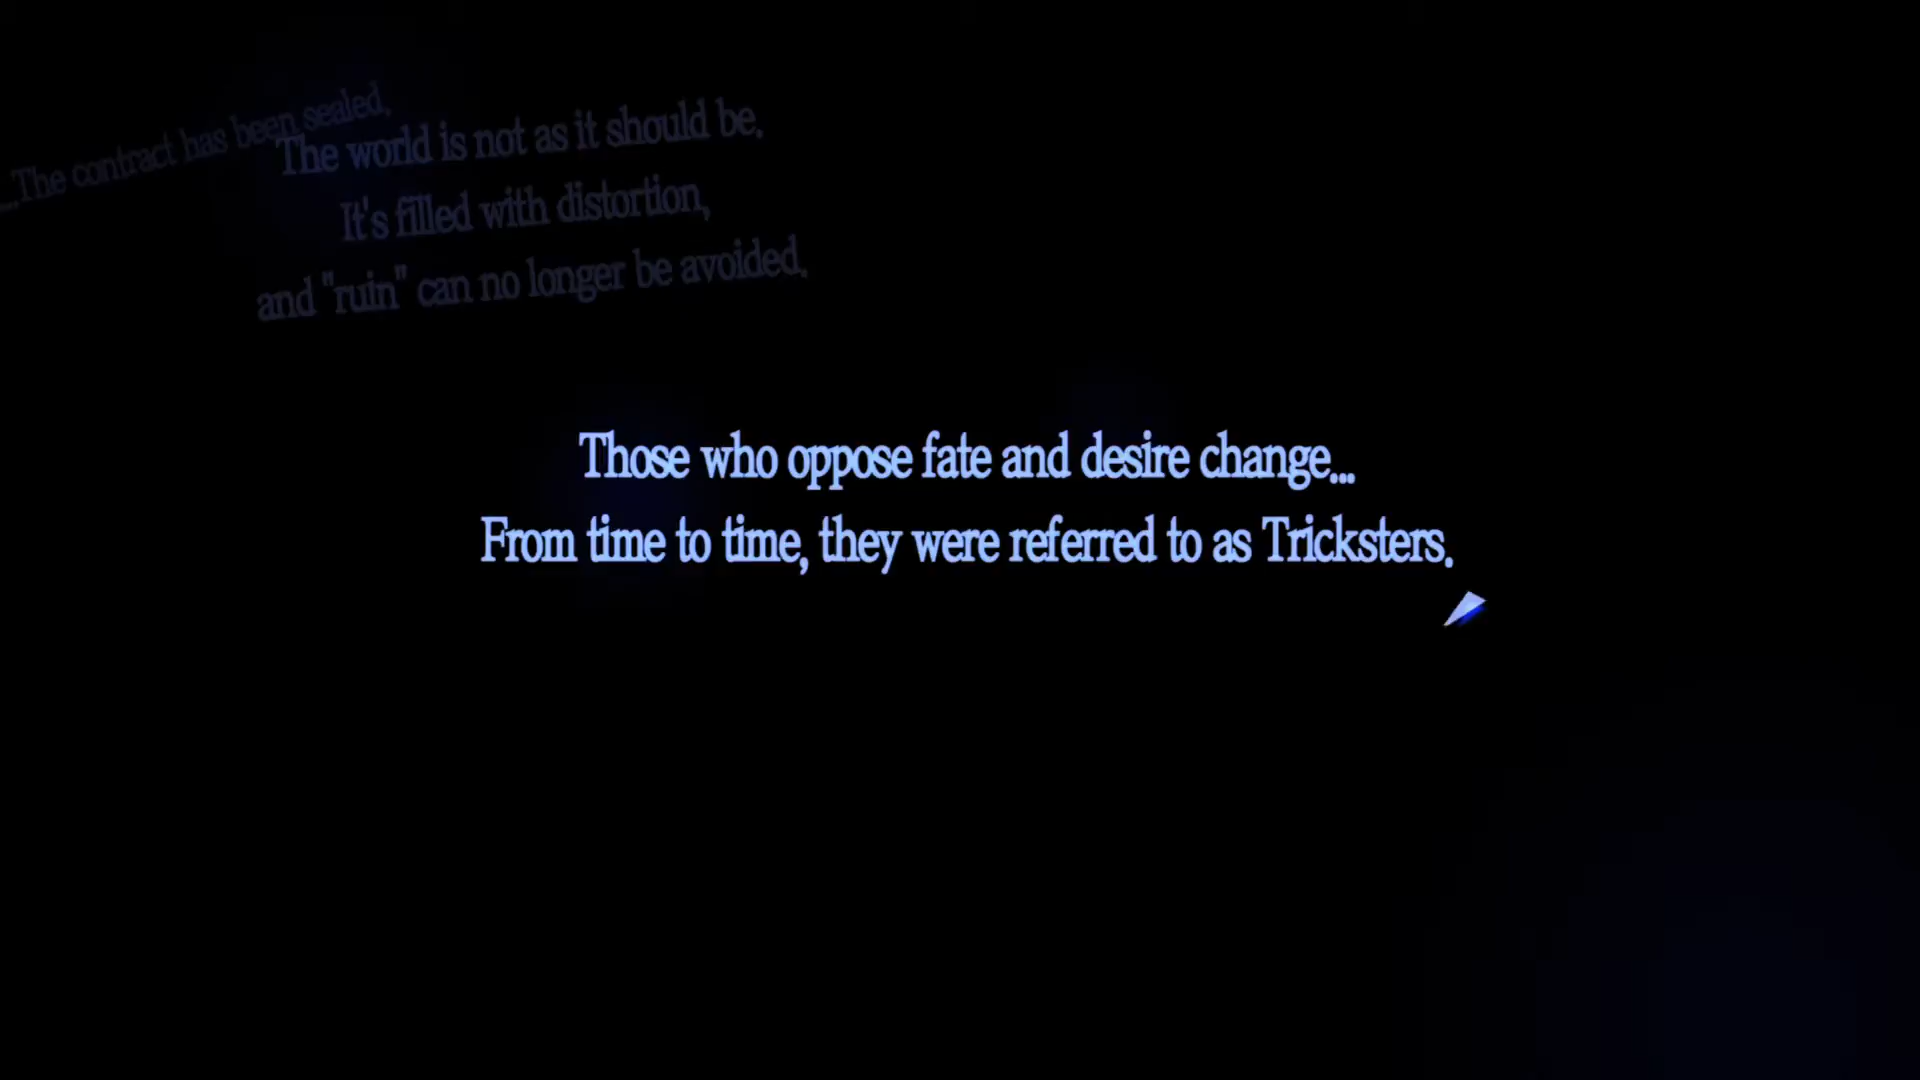 ...The contract has been sealed.
The world is not as it should be.
It's filled with distortion,
and "ruin" can no longer be avoided.
Those who oppose fate and desire change...
From time to time, they were referred to as Tricksters.